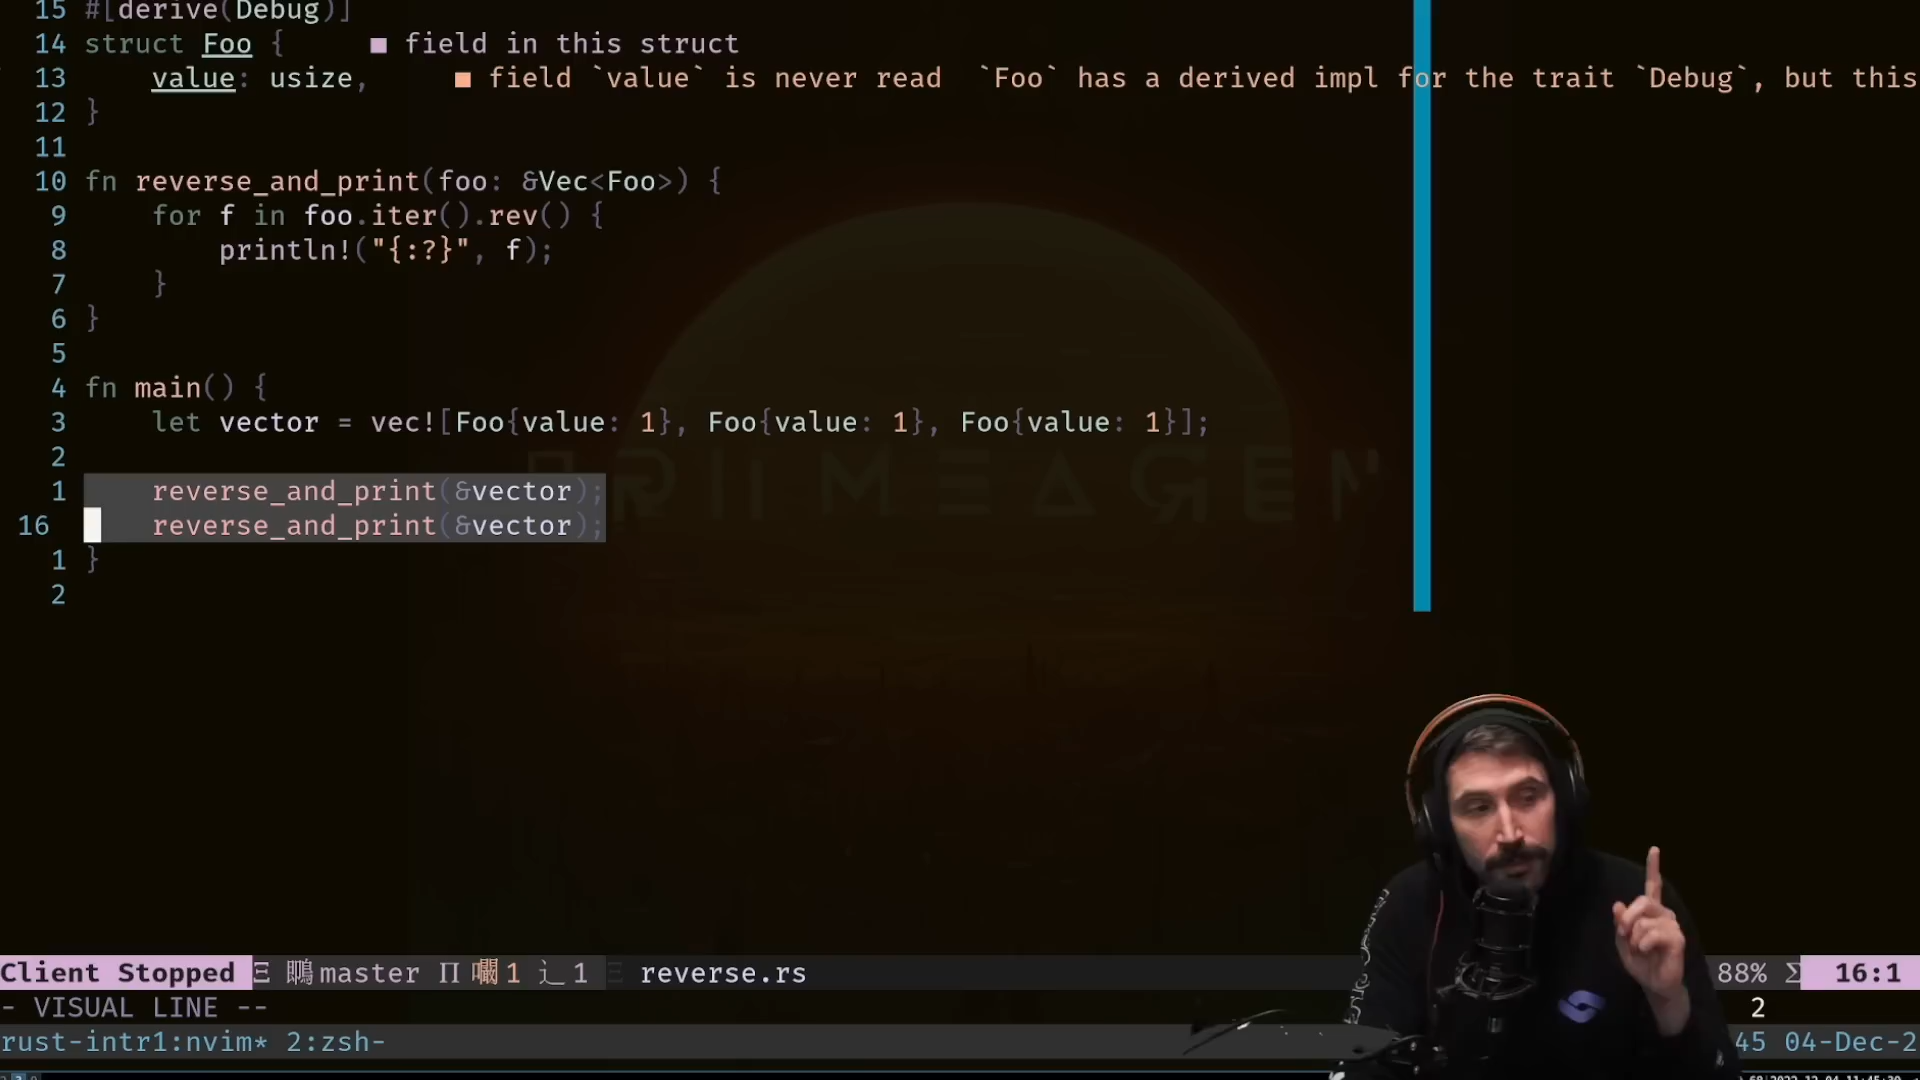 15 #[derive(Debug)]
14 struct Foo { ■ field in this struct
13 value: usize, ■ field `value` is never read `Foo` has a derived impl for the trait `Debug`, but this
12 }
11
10 fn reverse_and_print(foo: &Vec<Foo>) {
9 for f in foo.iter().rev() {
8 println!("{:?}", f);
7 }
6 }
5
4 fn main() {
3 let vector = vec![Foo{value: 1}, Foo{value: 1}, Foo{value: 1}];
2
1 reverse_and_print(&vector);
16 reverse_and_print(&vector);
1 }
2
Client Stopped master 1 1 reverse.rs 88% Σ 16:1
- VISUAL LINE -- 2
rust-intr1:nvim* 2:zsh- 45 04-Dec-2